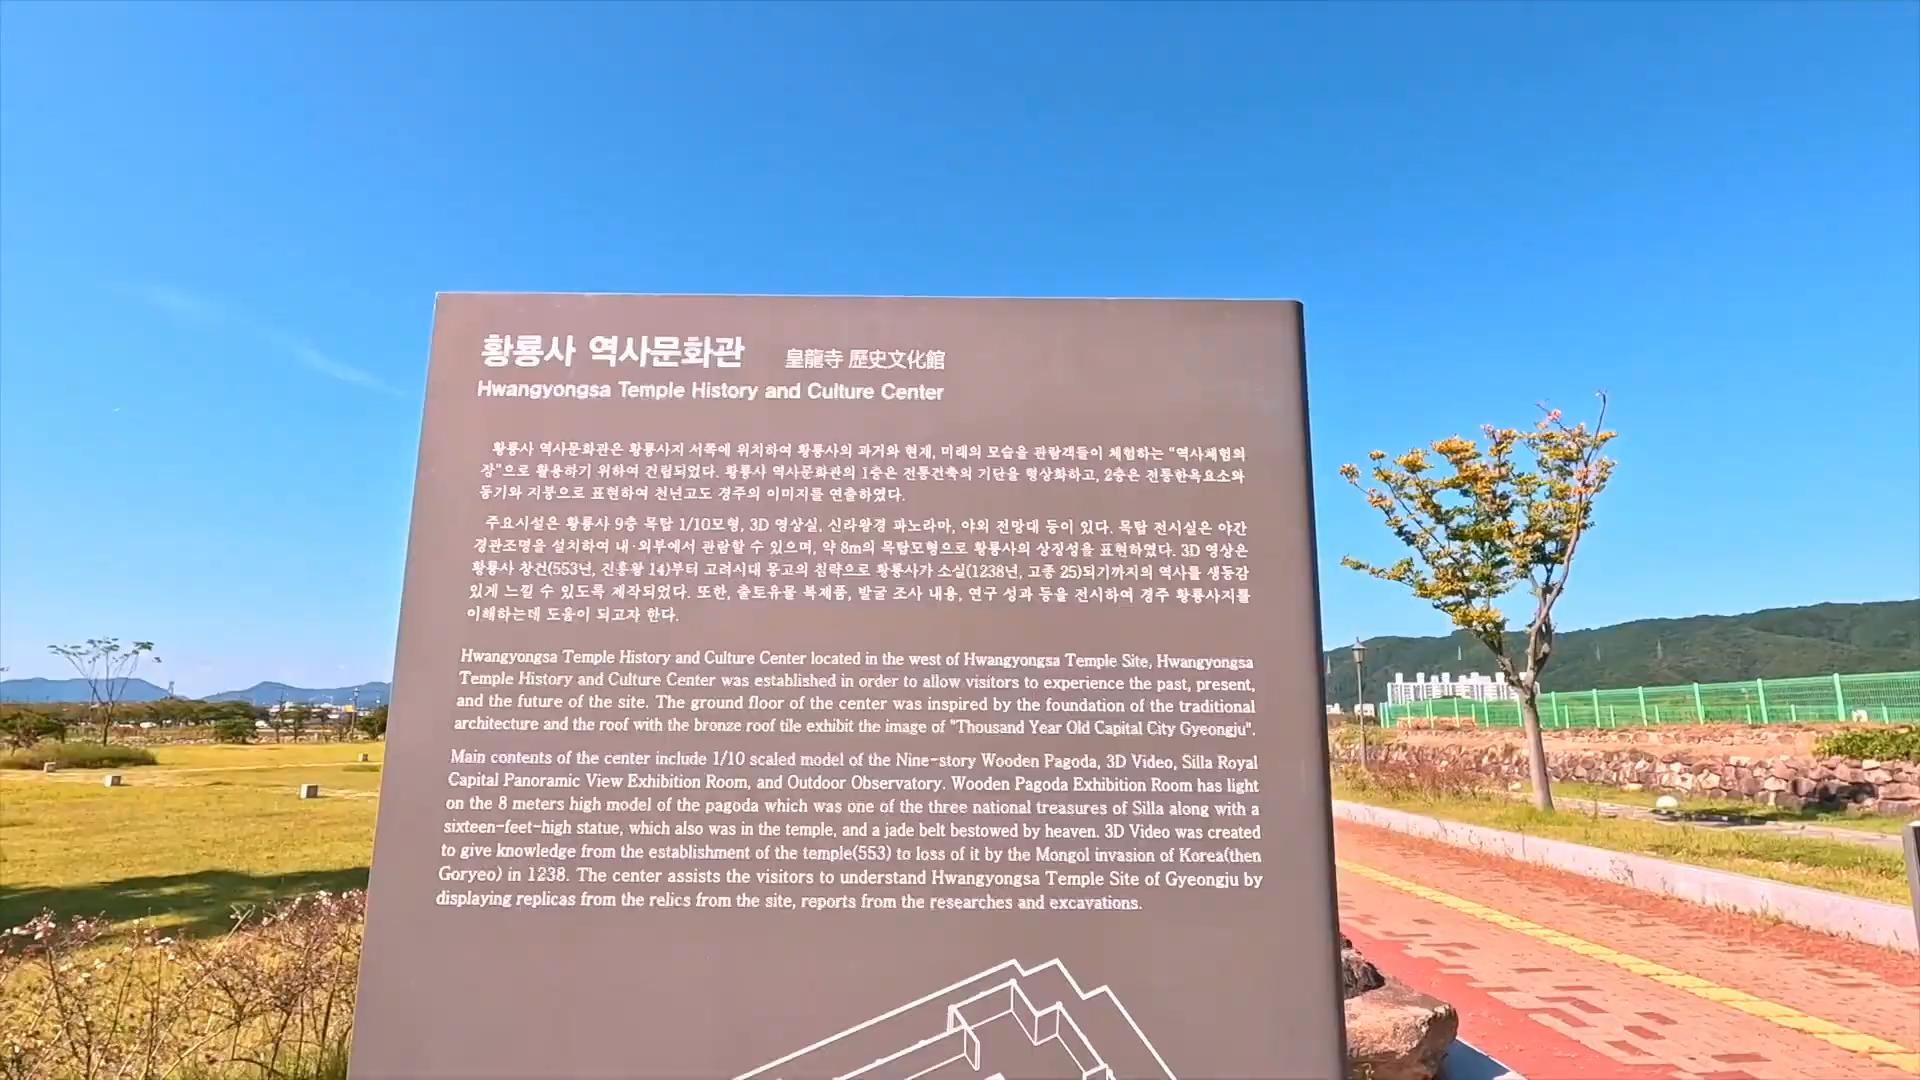 황룡사 역사문화관 皇龍寺 歷史文化館
Hwangyongsa Temple History and Culture Center
황룡사 역사문화관은 황룡사지 서쪽에 위치하여 황룡사의 과거와 현재, 미래의 모습을 관람객들이 체험하는 "역사체험의
장"으로 활용하기 위하여 건립되었다. 황룡사 역사문화관의 1층은 전통건축의 기단을 형상화하고, 2층은 전통한옥요소와
동기와 지붕으로 표현하여 천년고도 경주의 이미지를 연출하였다.
주요시설은 황룡사 9층 목탑 1/10모형, 3D 영상실, 신라왕경 파노라마, 야외 전망대 등이 있다. 목탑 전시실은 야간
경관조명을 설치하여 내·외부에서 관람할 수 있으며, 약 8m의 목탑모형으로 황룡사의 상징성을 표현하였다. 3D 영상은
황룡사 창건(553년, 진흥왕 14)부터 고려시대 몽고의 침략으로 황룡사가 소실(1238년, 고종 25)되기까지의 역사를 생동감
있게 느낄 수 있도록 제작되었다. 또한, 출토유물 복제품, 발굴 조사 내용, 연구 성과 등을 전시하여 경주 황룡사지를
이해하는데 도움이 되고자 한다.
Hwangyongsa Temple History and Culture Center located in the west of Hwangyongsa Temple Site, Hwangyongsa
Temple History and Culture Center was established in order to allow visitors to experience the past, present,
and the future of the site. The ground floor of the center was inspired by the foundation of the traditional
architecture and the roof with the bronze roof tile exhibit the image of "Thousand Year Old Capital City Gyeongju".
Main contents of the center include 1/10 scaled model of the Nine-story Wooden Pagoda, 3D Video, Silla Royal
Capital Panoramic View Exhibition Room, and Outdoor Observatory. Wooden Pagoda Exhibition Room has light
on the 8 meters high model of the pagoda which was one of the three national treasures of Silla along with a
sixteen-feet-high statue, which also was in the temple, and a jade belt bestowed by heaven. 3D Video was created
to give knowledge from the establishment of the temple(553) to loss of it by the Mongol invasion of Korea(then
Goryeo) in 1238. The center assists the visitors to understand Hwangyongsa Temple Site of Gyeongju by
displaying replicas from the relics from the site, reports from the researches and excavations.